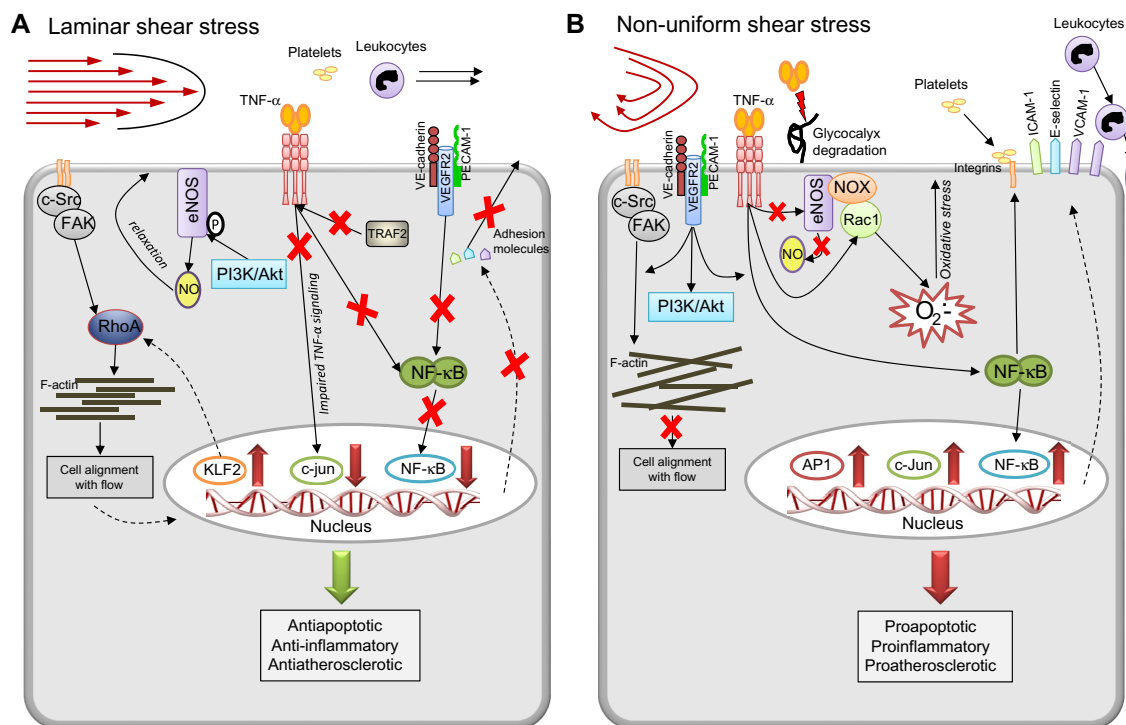 A Laminar shear stress
Platelets
Leukocytes
TNF-α
VE-cadherin
VEGFR2
PECAM-1
c-Src
FAK
relaxation
eNOS
P
NO
PI3K/Akt
TRAF2
Adhesion
molecules
RhoA
F-actin
Impaired TNF-α signaling
NF-κB
Cell alignment
with flow
KLF2
c-jun
NF-κB
Nucleus
Antiapoptotic
Anti-inflammatory
Antiatherosclerotic
B Non-uniform shear stress
Leukocytes
Platelets
TNF-α
Glycocalyx
degradation
ICAM-1
E-selectin
VCAM-1
Integrins
VE-cadherin
VEGFR2
PECAM-1
c-Src
FAK
eNOS
NOX
Rac1
NO
PI3K/Akt
Oxidative stress
O2∸
F-actin
NF-κB
Cell alignment
with flow
AP1
c-Jun
NF-κB
Nucleus
Proapoptotic
Proinflammatory
Proatherosclerotic